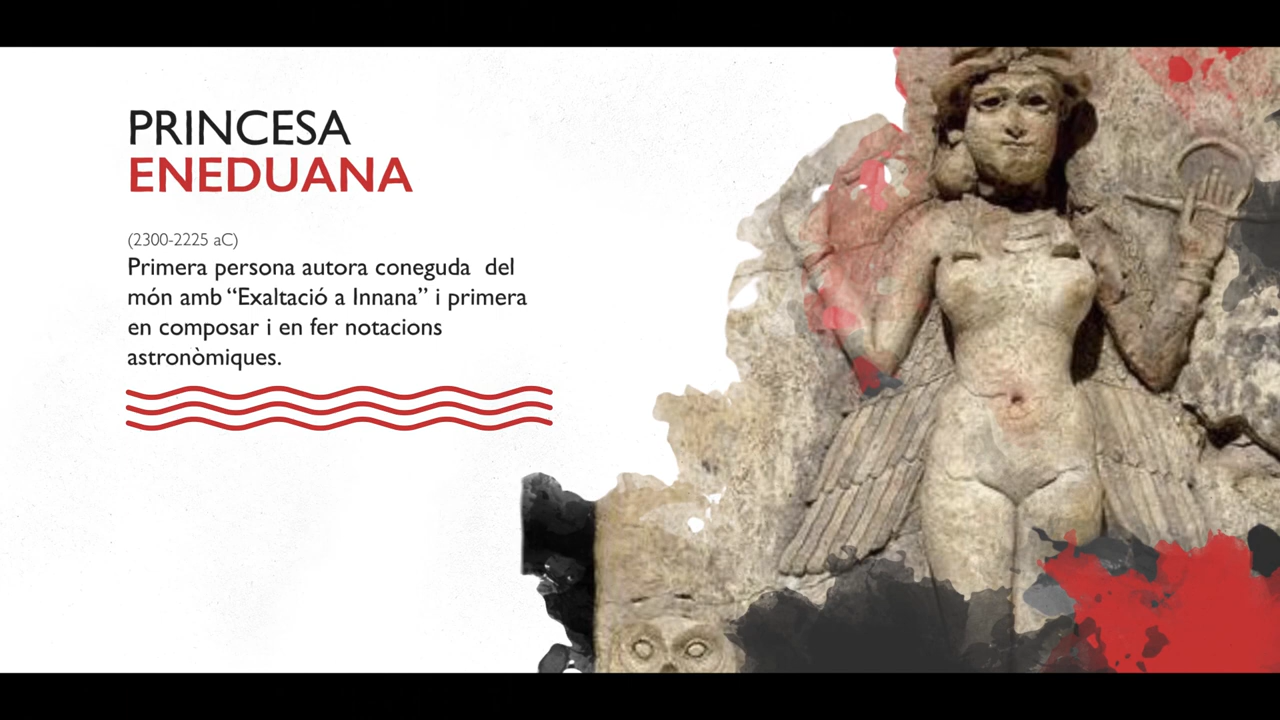 PRINCESA
ENEDUANA
(2300-2225 aC)
Primera persona autora coneguda  del
món amb “Exaltació a Innana” i primera
en composar i en fer notacions
astronòmiques.